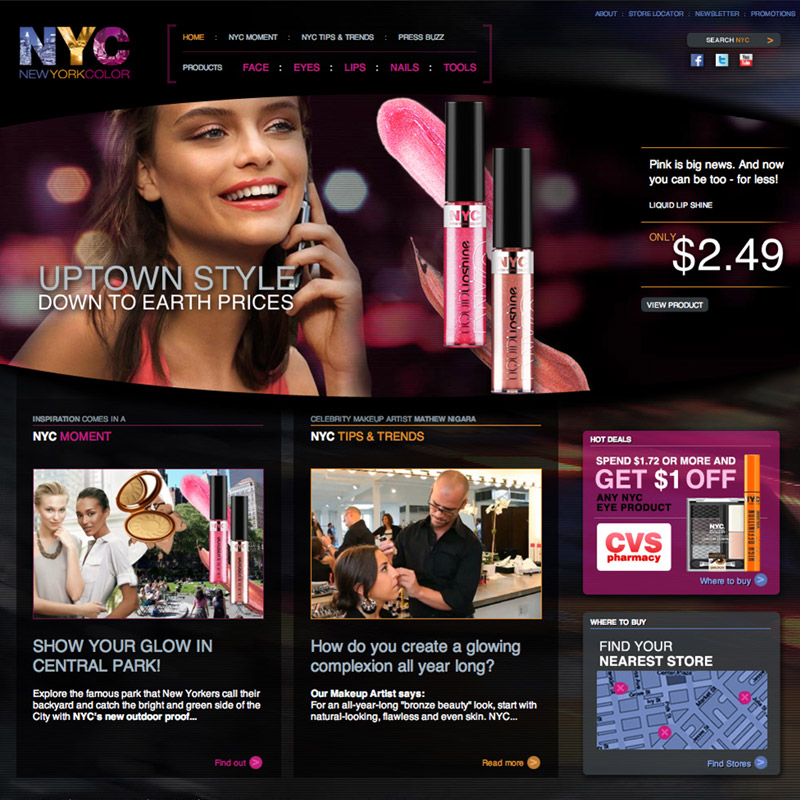 ABOUT : STORE LOCATOR : NEWSLETTER : PROMOTIONS
NYC
NEWYORKCOLOR
HOME : NYC MOMENT : NYC TIPS & TRENDS : PRESS BUZZ
PRODUCTS FACE : EYES : LIPS : NAILS : TOOLS
SEARCH NYC >
UPTOWN STYLE
DOWN TO EARTH PRICES
NYC
liquidlipshine
NYC
liquidlipshine
Pink is big news. And now
you can be too - for less!
LIQUID LIP SHINE
ONLY $2.49
VIEW PRODUCT
INSPIRATION COMES IN A
NYC MOMENT
SHOW YOUR GLOW IN
CENTRAL PARK!
Explore the famous park that New Yorkers call their
backyard and catch the bright and green side of the
City with NYC's new outdoor proof...
Find out >
CELEBRITY MAKEUP ARTIST MATHEW NIGARA
NYC TIPS & TRENDS
How do you create a glowing
complexion all year long?
Our Makeup Artist says:
For an all-year-long "bronze beauty" look, start with
natural-looking, flawless and even skin. NYC...
Read more >
HOT DEALS
SPEND $1.72 OR MORE AND
GET $1 OFF
ANY NYC
EYE PRODUCT
CVS
pharmacy
NYC
Where to buy >
WHERE TO BUY
FIND YOUR
NEAREST STORE
Find Stores >